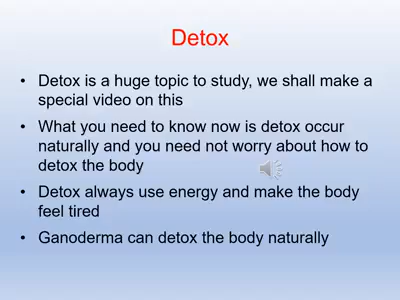 Detox
• Detox is a huge topic to study, we shall make a
special video on this
• What you need to know now is detox occur
naturally and you need not worry about how to
detox the body
• Detox always use energy and make the body
feel tired
• Ganoderma can detox the body naturally